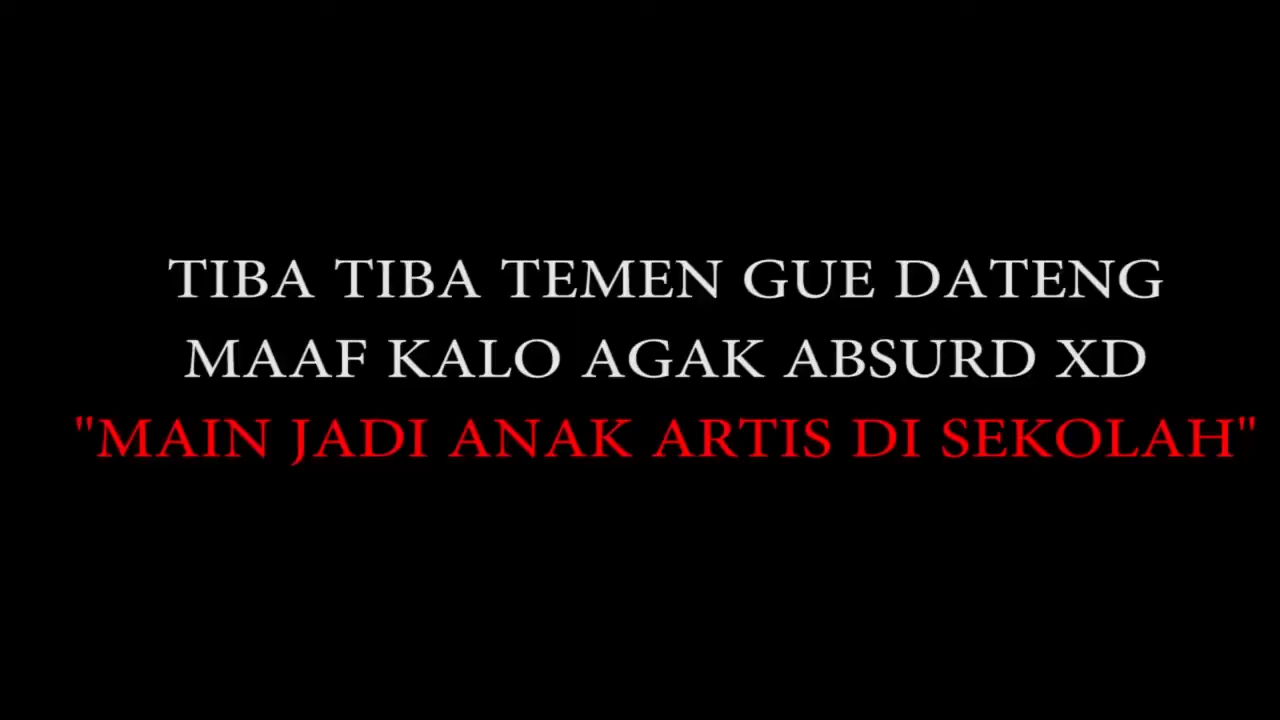 TIBA TIBA TEMEN GUE DATENG
MAAF KALO AGAK ABSURD XD
"MAIN JADI ANAK ARTIS DI SEKOLAH"